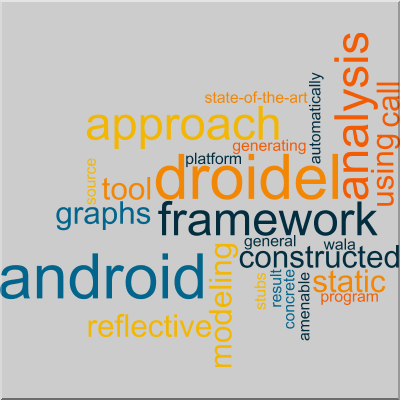 state-of-the-art
automatically
analysis
using call
approach
generating
platform
source
tool
droidel
graphs
framework
general
wala
constructed
android
modeling
stubs
result
concrete
amenable
static
program
reflective